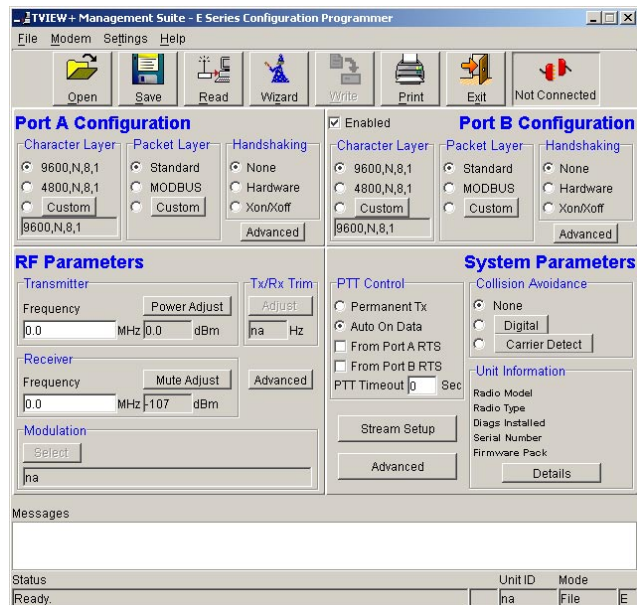 TVIEW+ Management Suite - E Series Configuration Programmer
File Modem Settings Help
Open Save Read Wizard Write Print Exit Not Connected
Port A Configuration
Character Layer Packet Layer Handshaking
9600,N,8,1 Standard None
4800,N,8,1 MODBUS Hardware
Custom Custom Xon/Xoff
9600,N,8,1 Advanced
Enabled Port B Configuration
Character Layer Packet Layer Handshaking
9600,N,8,1 Standard None
4800,N,8,1 MODBUS Hardware
Custom Custom Xon/Xoff
9600,N,8,1 Advanced
RF Parameters
Transmitter Tx/Rx Trim
Frequency Power Adjust Adjust
0.0 MHz 0.0 dBm na Hz
Receiver
Frequency Mute Adjust Advanced
0.0 MHz -107 dBm
Modulation
Select
na
System Parameters
PTT Control
Permanent Tx
Auto On Data
From Port A RTS
From Port B RTS
PTT Timeout 0 Sec
Stream Setup
Advanced
Collision Avoidance
None
Digital
Carrier Detect
Unit Information
Radio Model
Radio Type
Diags Installed
Serial Number
Firmware Pack
Details
Messages
Status Unit ID Mode
Ready. na File E